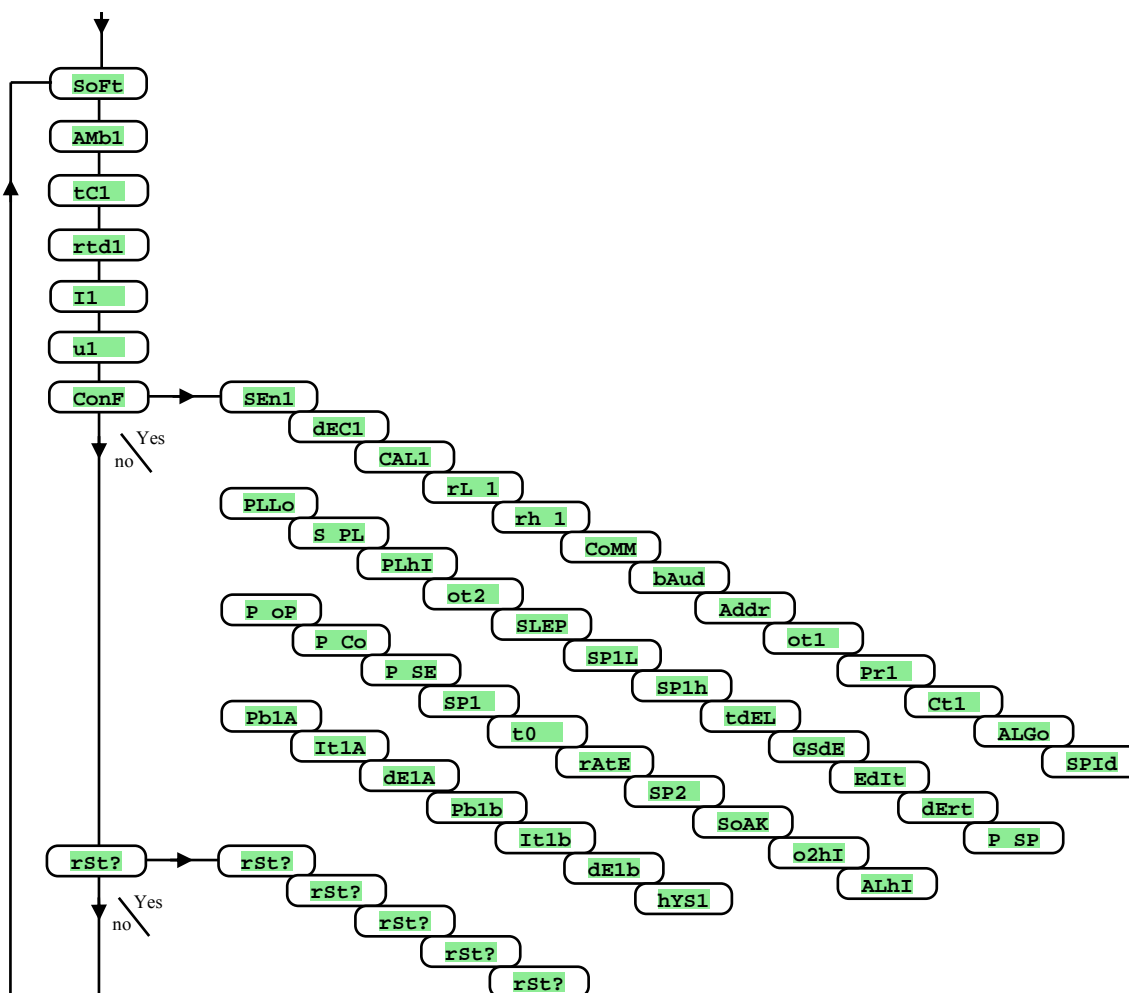 SoFt
AMb1
tC1
rtd1
I1
u1
ConF
Yes
no
SEn1
dEC1
CAL1
rL 1
rh 1
CoMM
bAud
Addr
ot1
Pr1
Ct1
ALGo
SPId
PLLo
S PL
PLhI
ot2
SLEP
SP1L
SP1h
tdEL
GSdE
EdIt
dErt
P SP
P oP
P Co
P SE
SP1
t0
rAtE
SP2
SoAK
o2hI
ALhI
Pb1A
It1A
dE1A
Pb1b
It1b
dE1b
hYS1
rSt?
Yes
no
rSt?
rSt?
rSt?
rSt?
rSt?